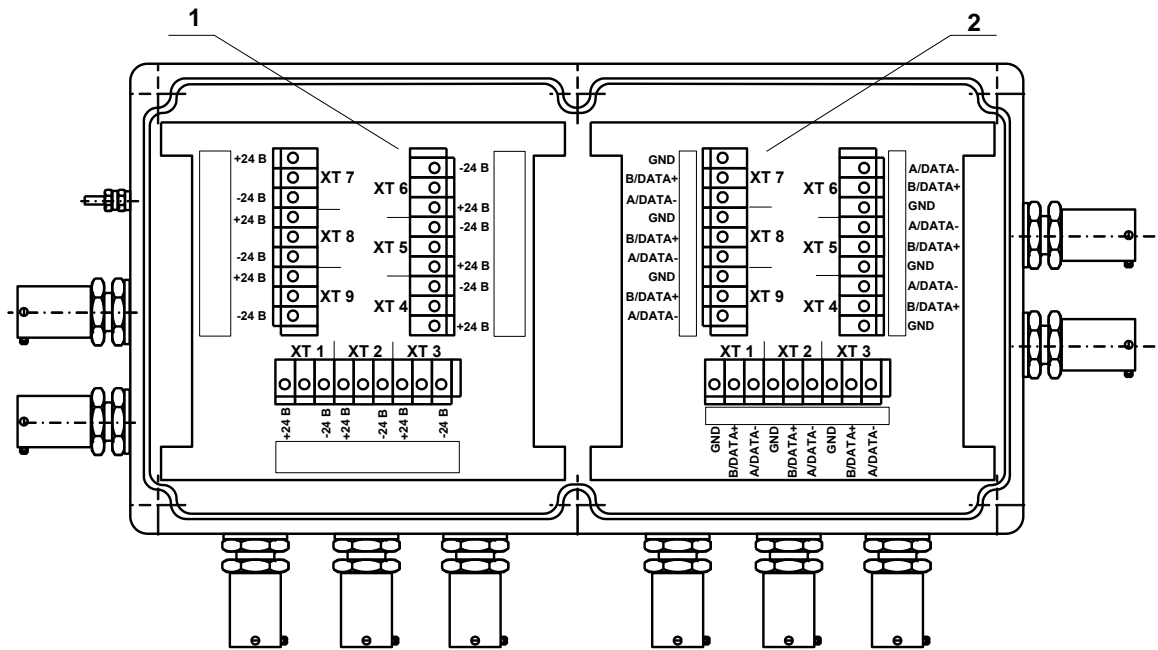 1
2
+24 В
XT 7
-24 В
+24 В
XT 8
-24 В
+24 В
XT 9
-24 В
-24 В
XT 6
+24 В
-24 В
XT 5
+24 В
-24 В
XT 4
+24 В
XT 1 XT 2 XT 3
+24 В
-24 В
+24 В
-24 В
+24 В
-24 В
GND
B/DATA+
XT 7
A/DATA-
GND
B/DATA+
XT 8
A/DATA-
GND
B/DATA+
XT 9
A/DATA-
A/DATA-
XT 6
B/DATA+
GND
A/DATA-
XT 5
B/DATA+
GND
A/DATA-
XT 4
B/DATA+
GND
XT 1 XT 2 XT 3
GND
B/DATA+
A/DATA-
GND
B/DATA+
A/DATA-
GND
B/DATA+
A/DATA-